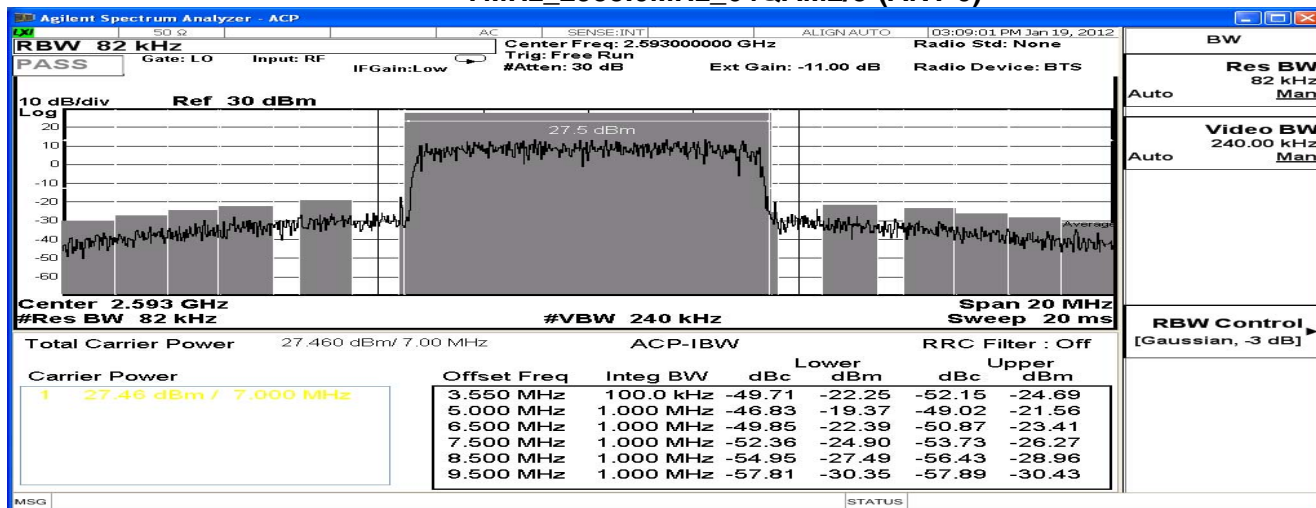 Agilent Spectrum Analyzer - ACP
LXI 50 Ω AC SENSE:INT ALIGN AUTO 03:09:01 PM Jan 19, 2012
RBW 82 kHz Center Freq: 2.593000000 GHz Radio Std: None
PASS Gate: LO Input: RF IFGain:Low Trig: Free Run
#Atten: 30 dB Ext Gain: -11.00 dB Radio Device: BTS
10 dB/div Ref 30 dBm
Log
20
10
0
-10
-20
-30
-40
-50
-60
27.5 dBm
Average
Center 2.593 GHz Span 20 MHz
#Res BW 82 kHz #VBW 240 kHz Sweep 20 ms
Total Carrier Power 27.460 dBm/ 7.00 MHz ACP-IBW RRC Filter : Off
Lower Upper
Carrier Power Offset Freq Integ BW dBc dBm dBc dBm
1 27.46 dBm / 7.000 MHz 3.550 MHz 100.0 kHz -49.71 -22.25 -52.15 -24.69
5.000 MHz 1.000 MHz -46.83 -19.37 -49.02 -21.56
6.500 MHz 1.000 MHz -49.85 -22.39 -50.87 -23.41
7.500 MHz 1.000 MHz -52.36 -24.90 -53.73 -26.27
8.500 MHz 1.000 MHz -54.95 -27.49 -56.43 -28.96
9.500 MHz 1.000 MHz -57.81 -30.35 -57.89 -30.43
MSG STATUS
BW
Res BW
82 kHz
Auto Man
Video BW
240.00 kHz
Auto Man
RBW Control
[Gaussian, -3 dB]